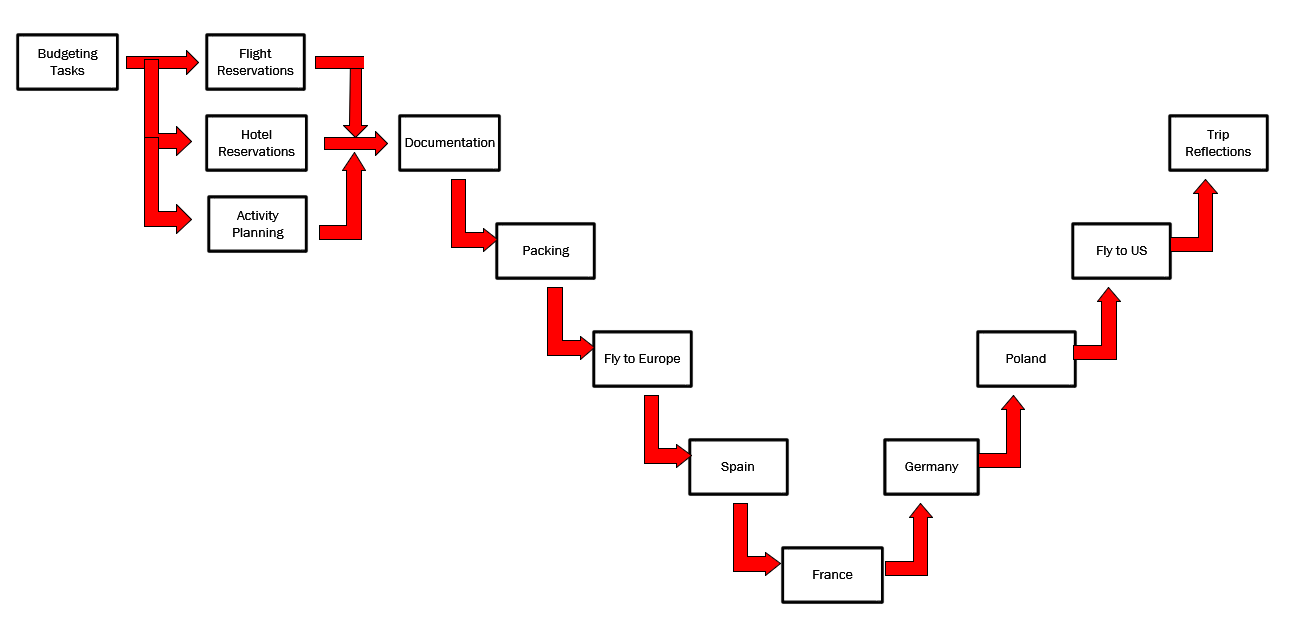 Budgeting
Tasks
Flight
Reservations
Hotel
Reservations
Activity
Planning
Documentation
Packing
Fly to Europe
Spain
France
Germany
Poland
Fly to US
Trip
Reflections